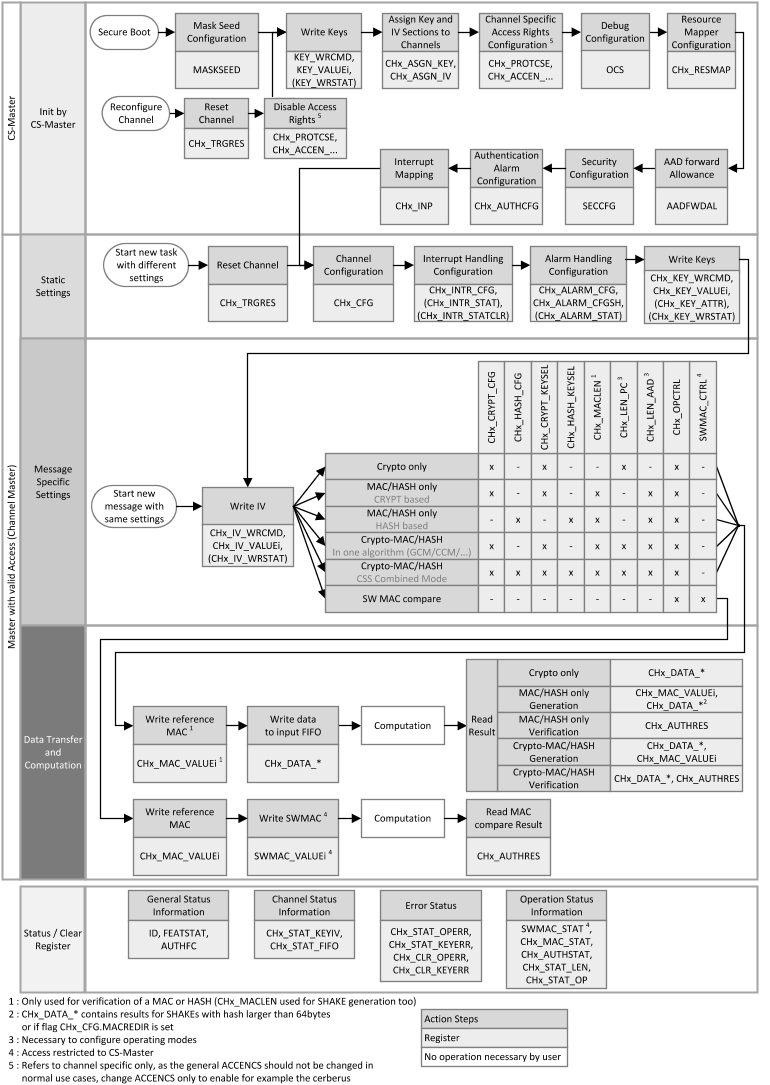 CS-Master
Init by
CS-Master
Secure Boot
Mask Seed
Configuration
MASKSEED
Write Keys
KEY_WRCMD,
KEY_VALUEi,
(KEY_WRSTAT)
Assign Key and
IV Sections to
Channels
CHx_ASGN_KEY,
CHx_ASGN_IV
Channel Specific
Access Rights
Configuration 5
CHx_PROTCSE,
CHx_ACCEN_...
Debug
Configuration
OCS
Resource
Mapper
Configuration
CHx_RESMAP
Reconfigure
Channel
Reset
Channel
CHx_TRGRES
Disable Access
Rights 5
CHx_PROTCSE,
CHx_ACCEN_...
Interrupt
Mapping
CHx_INP
Authentication
Alarm
Configuration
CHx_AUTHCFG
Security
Configuration
SECCFG
AAD forward
Allowance
AADFWDAL
Master with valid Access (Channel Master)
Static
Settings
Start new task
with different
settings
Reset Channel
CHx_TRGRES
Channel
Configuration
CHx_CFG
Interrupt Handling
Configuration
CHx_INTR_CFG,
(CHx_INTR_STAT),
(CHx_INTR_STATCLR)
Alarm Handling
Configuration
CHx_ALARM_CFG,
CHx_ALARM_CFGSH,
(CHx_ALARM_STAT)
Write Keys
CHx_KEY_WRCMD,
CHx_KEY_VALUEi,
(CHx_KEY_ATTR),
(CHx_KEY_WRSTAT)
Message
Specific
Settings
Start new
message with
same settings
Write IV
CHx_IV_WRCMD,
CHx_IV_VALUEi,
(CHx_IV_WRSTAT)
CHx_CRYPT_CFG
CHx_HASH_CFG
CHx_CRYPT_KEYSEL
CHx_HASH_KEYSEL
CHx_MACLEN 1
CHx_LEN_PC 3
CHx_LEN_AAD 3
CHx_OPCTRL
SWMAC_CTRL 4
Crypto only
x - x - - x - x -
MAC/HASH only
CRYPT based
x - x - x - x x -
MAC/HASH only
HASH based
- x - x x - x x -
Crypto-MAC/HASH
In one algorithm (GCM/CCM/...)
x - x - x x x x -
Crypto-MAC/HASH
CSS Combined Mode
x x x x x x x x -
SW MAC compare
- - - - - - - x x
Data Transfer
and
Computation
Write reference
MAC 1
CHx_MAC_VALUEi 1
Write data
to input FIFO
CHx_DATA_*
Computation
Read
Result
Crypto only
CHx_DATA_*
MAC/HASH only
Generation
CHx_MAC_VALUEi,
CHx_DATA_*2
MAC/HASH only
Verification
CHx_AUTHRES
Crypto-MAC/HASH
Generation
CHx_DATA_*,
CHx_MAC_VALUEi
Crypto-MAC/HASH
Verification
CHx_DATA_*, CHx_AUTHRES
Write reference
MAC
CHx_MAC_VALUEi
Write SWMAC 4
SWMAC_VALUEi 4
Computation
Read MAC
compare Result
CHx_AUTHRES
Status / Clear
Register
General Status
Information
ID, FEATSTAT,
AUTHFC
Channel Status
Information
CHx_STAT_KEYIV,
CHx_STAT_FIFO
Error Status
CHx_STAT_OPERR,
CHx_STAT_KEYERR,
CHx_CLR_OPERR,
CHx_CLR_KEYERR
Operation Status
Information
SWMAC_STAT 4,
CHx_MAC_STAT,
CHx_AUTHSTAT,
CHx_STAT_LEN,
CHx_STAT_OP
1 : Only used for verification of a MAC or HASH (CHx_MACLEN used for SHAKE generation too)
2 : CHx_DATA_* contains results for SHAKEs with hash larger than 64bytes
or if flag CHx_CFG.MACREDIR is set
3 : Necessary to configure operating modes
4 : Access restricted to CS-Master
5 : Refers to channel specific only, as the general ACCENCS should not be changed in
normal use cases, change ACCENCS only to enable for example the cerberus
Action Steps
Register
No operation necessary by user